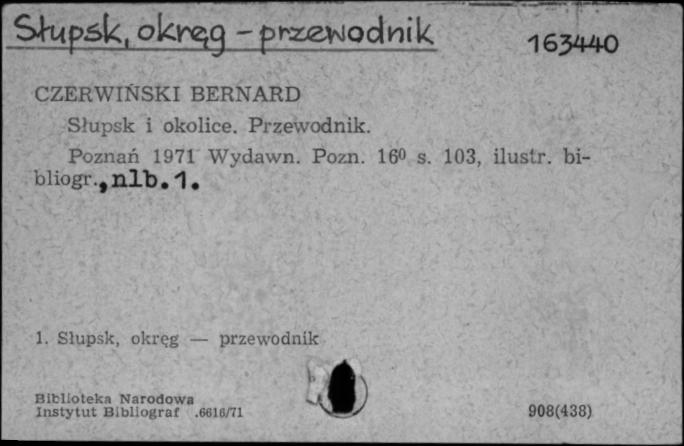 Słupsk, okręg - przewodnik
163440
CZERWIŃSKI BERNARD
Słupsk i okolice. Przewodnik.
Poznań 1971 Wydawn. Pozn. 16⁰ s. 103, ilustr. bi-
bliogr., nlb. 1.
1. Słupsk, okręg — przewodnik
Biblioteka Narodowa
Instytut Bibliograf .6616/71
908(438)